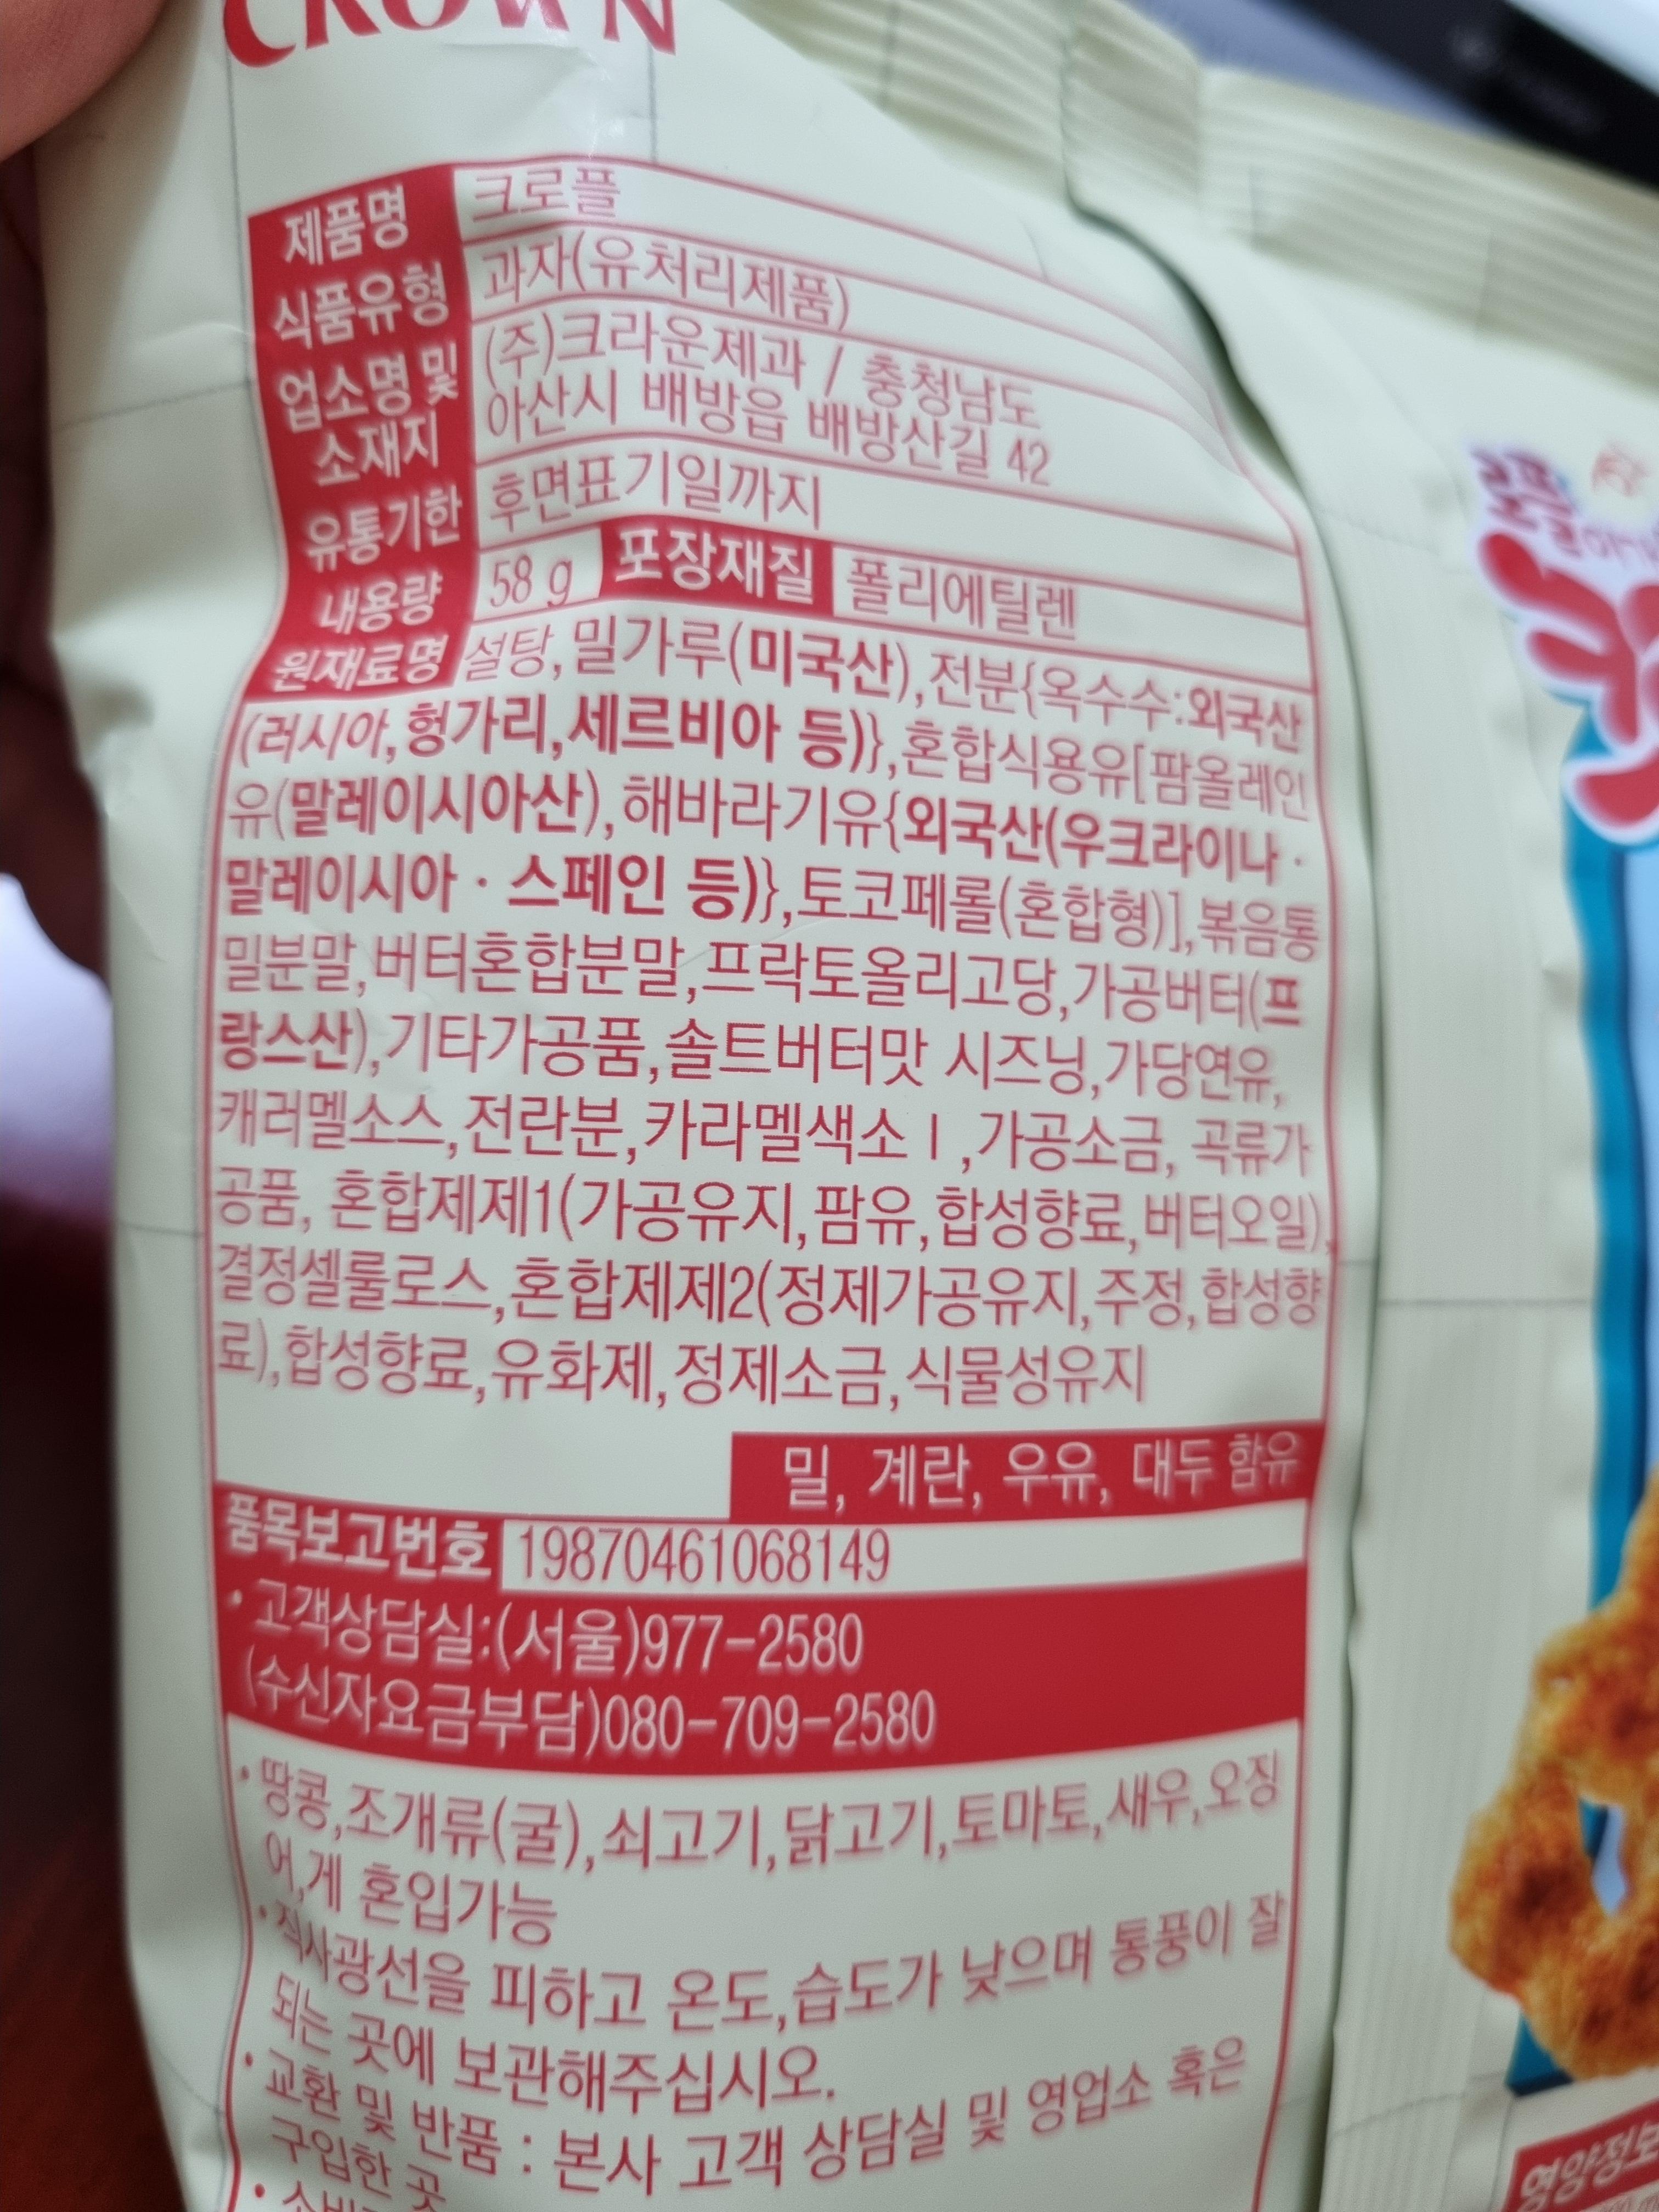 CROWN
제품명 크로플
식품유형 과자(유처리제품)
업소명 및 소재지 (주)크라운제과 / 충청남도
아산시 배방읍 배방산길 42
유통기한 후면표기일까지
내용량 58 g 포장재질 폴리에틸렌
원재료명 설탕,밀가루(미국산),전분{옥수수:외국산
(러시아,헝가리,세르비아 등)},혼합식용유[팜올레인
유(말레이시아산),해바라기유{외국산(우크라이나 ·
말레이시아 · 스페인 등)},토코페롤(혼합형)],볶음통
밀분말,버터혼합분말,프락토올리고당,가공버터(프
랑스산),기타가공품,솔트버터맛 시즈닝,가당연유,
캐러멜소스,전란분,카라멜색소Ⅰ,가공소금, 곡류가
공품, 혼합제제1(가공유지,팜유,합성향료,버터오일),
결정셀룰로스,혼합제제2(정제가공유지,주정,합성향
료),합성향료,유화제,정제소금,식물성유지
밀, 계란, 우유, 대두 함유
품목보고번호 19870461068149
·고객상담실:(서울)977-2580
(수신자요금부담)080-709-2580
·땅콩,조개류(굴),쇠고기,닭고기,토마토,새우,오징
어,게 혼입가능
·직사광선을 피하고 온도,습도가 낮으며 통풍이 잘
되는 곳에 보관해주십시오.
·교환 및 반품 : 본사 고객 상담실 및 영업소 혹은
구입한 곳
영양정보